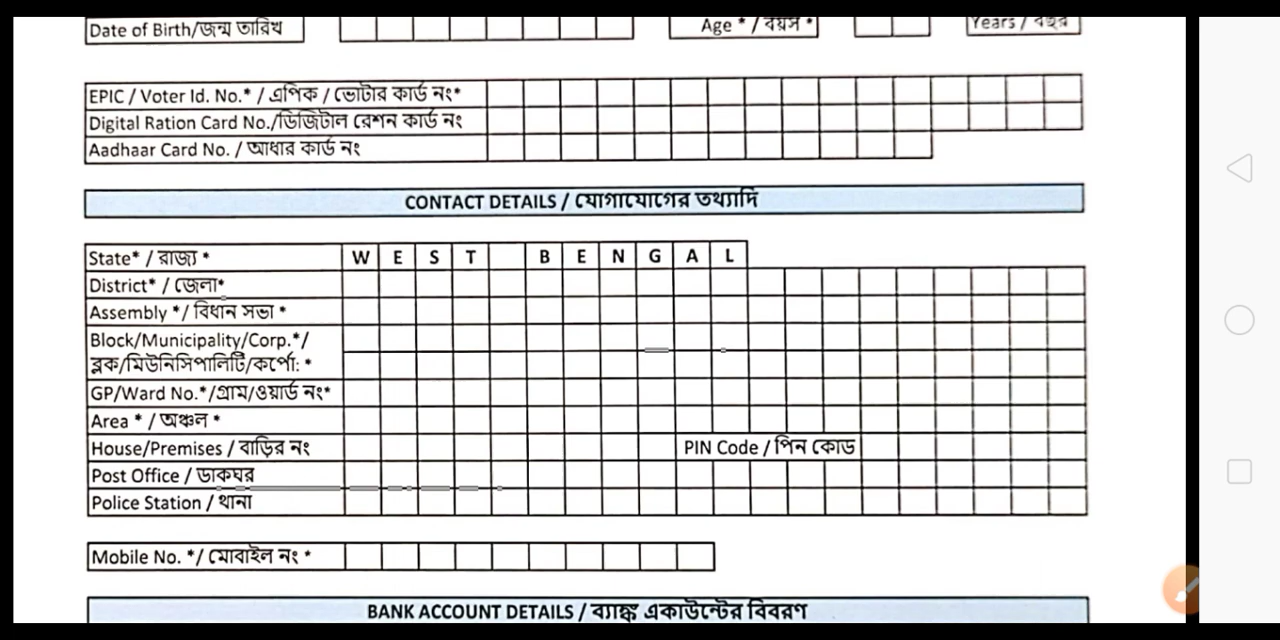 Date of Birth/জন্ম তারিখ Age * / বয়স * Years / বছর
EPIC / Voter Id. No.* / এপিক / ভোটার কার্ড নং*
Digital Ration Card No./ডিজিটাল রেশন কার্ড নং
Aadhaar Card No. / আধার কার্ড নং
CONTACT DETAILS / যোগাযোগের তথ্যাদি
State* / রাজ্য * W E S T B E N G A L
District* / জেলা*
Assembly */ বিধান সভা *
Block/Municipality/Corp.*/
ব্লক/মিউনিসিপালিটি/কর্পো: *
GP/Ward No.*/গ্রাম/ওয়ার্ড নং*
Area * / অঞ্চল *
House/Premises / বাড়ির নং PIN Code / পিন কোড
Post Office / ডাকঘর
Police Station / থানা
Mobile No. */ মোবাইল নং *
BANK ACCOUNT DETAILS / ব্যাঙ্ক একাউন্টের বিবরণ